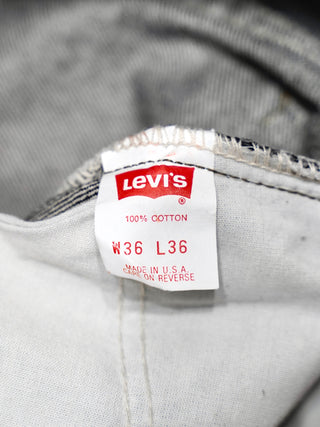 LEVI'S ®
100% COTTON
W36 L36
MADE IN U.S.A.
CARE ON REVERSE